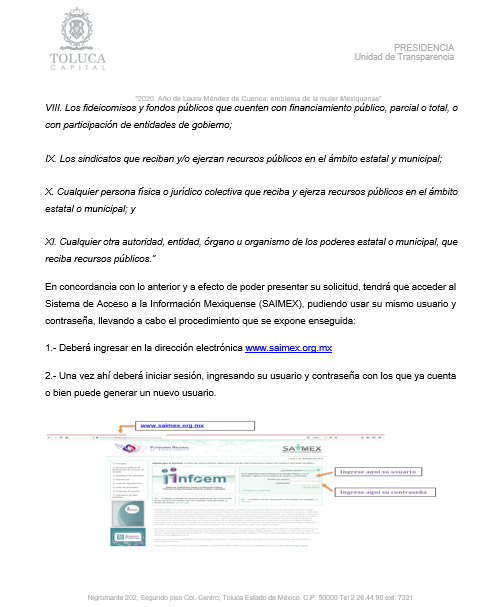 TOLUCA
CAPITAL
PRESIDENCIA
Unidad de Transparencia
"2020. Año de Laura Méndez de Cuenca; emblema de la mujer Mexiquense"
VIII. Los fideicomisos y fondos públicos que cuenten con financiamiento público, parcial o total, o
con participación de entidades de gobierno;
IX. Los sindicatos que reciban y/o ejerzan recursos públicos en el ámbito estatal y municipal;
X. Cualquier persona física o jurídico colectiva que reciba y ejerza recursos públicos en el ámbito
estatal o municipal; y
XI. Cualquier otra autoridad, entidad, órgano u organismo de los poderes estatal o municipal, que
reciba recursos públicos."
En concordancia con lo anterior y a efecto de poder presentar su solicitud, tendrá que acceder al
Sistema de Acceso a la Información Mexiquense (SAIMEX), pudiendo usar su mismo usuario y
contraseña, llevando a cabo el procedimiento que se expone enseguida:
1.- Deberá ingresar en la dirección electrónica www.saimex.org.mx
2.- Una vez ahí deberá iniciar sesión, ingresando su usuario y contraseña con los que ya cuenta
o bien puede generar un nuevo usuario.
www.saimex.org.mx
PLATAFORMA NACIONAL
SAIMEX
infoem
Ingrese aquí su usuario
Ingrese aquí su contraseña
Nigromante 202, Segundo piso Col. Centro; Toluca Estado de México. C.P. 50000 Tel 2 26.44.90 ext. 7321